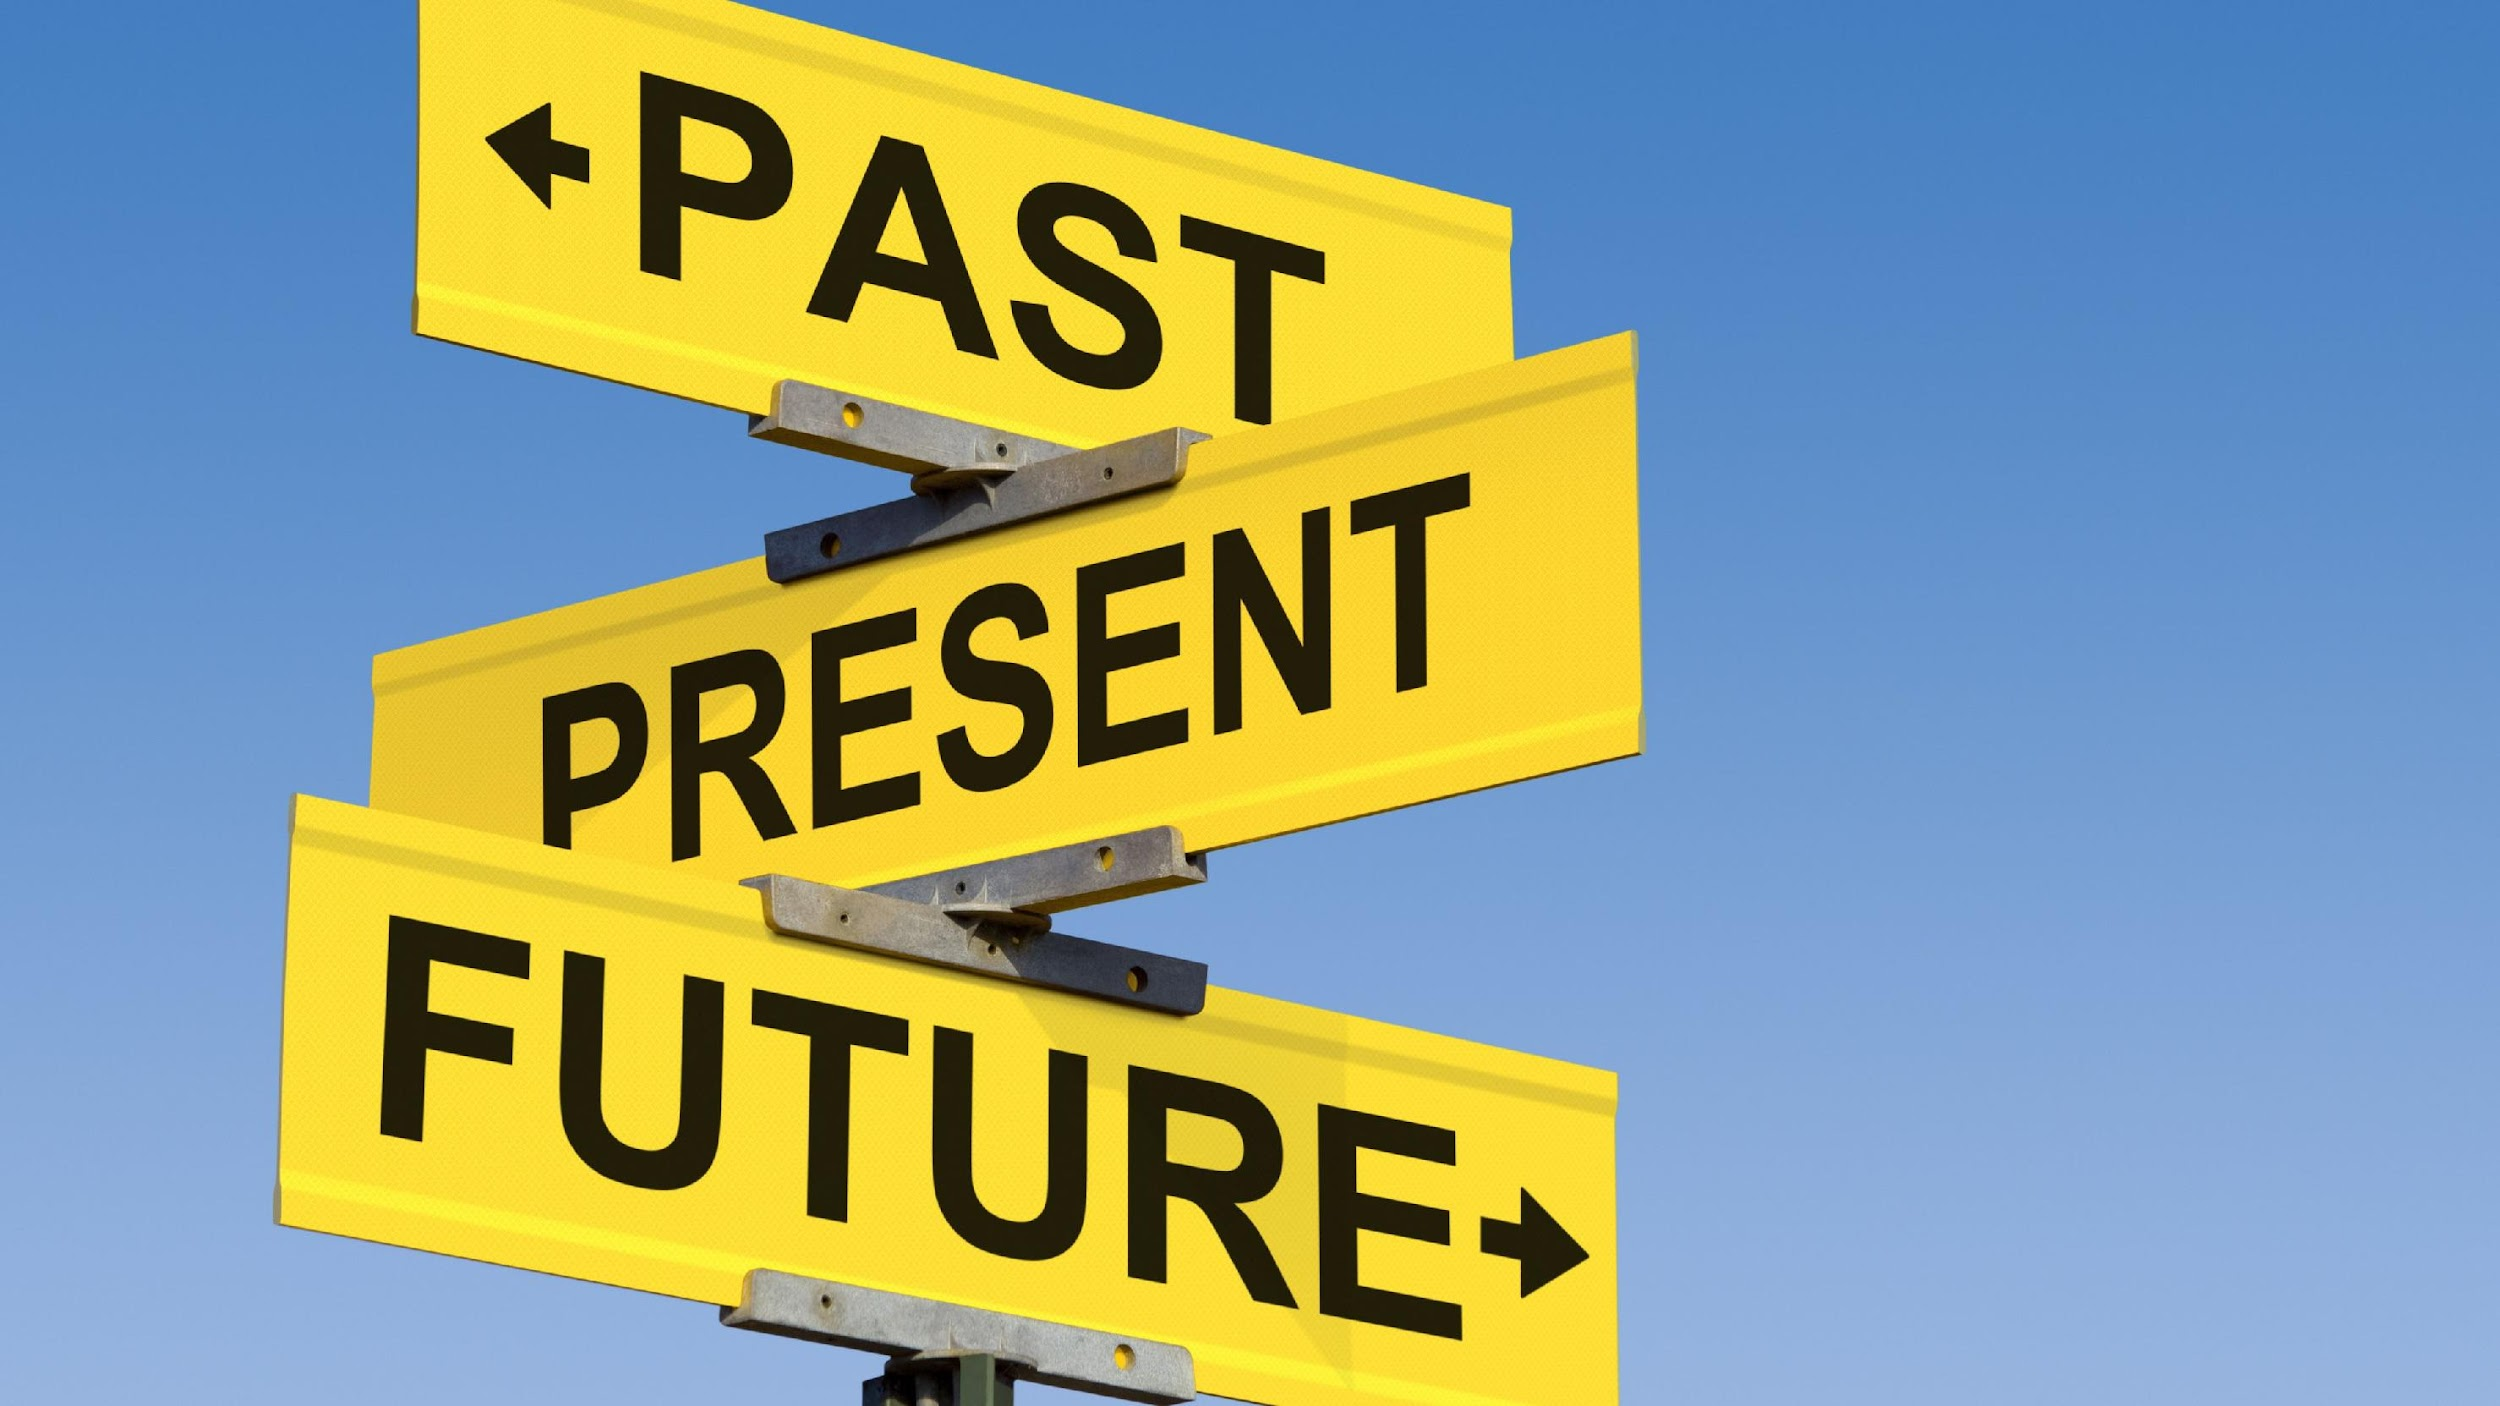 ← PAST
PRESENT
FUTURE →